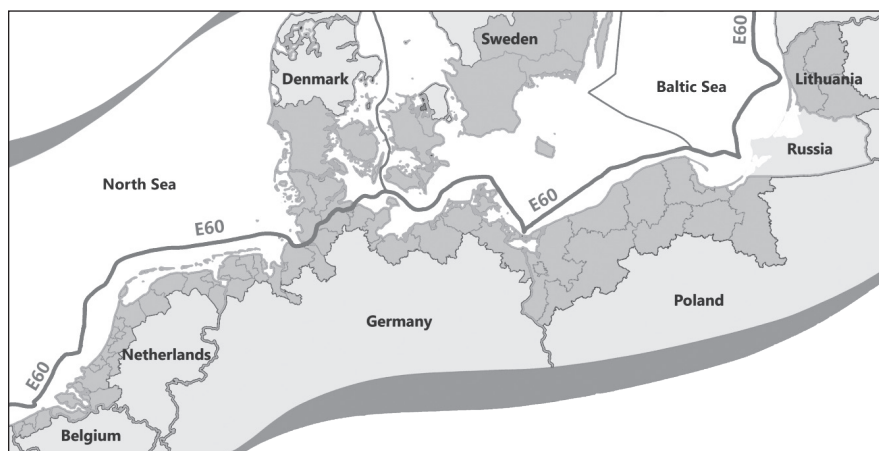 Sweden
E60
Denmark
Lithuania
Baltic Sea
Russia
North Sea
E60
E60
Poland
Germany
Netherlands
E60
Belgium